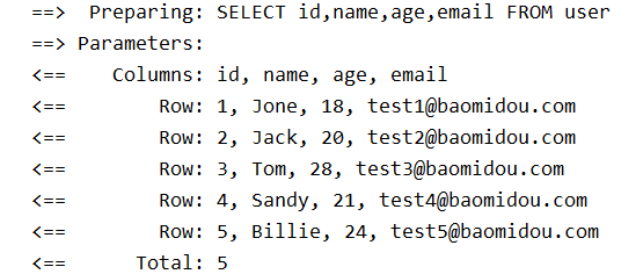 ==>  Preparing: SELECT id,name,age,email FROM user
==> Parameters:
<==    Columns: id, name, age, email
<==        Row: 1, Jone, 18, test1@baomidou.com
<==        Row: 2, Jack, 20, test2@baomidou.com
<==        Row: 3, Tom, 28, test3@baomidou.com
<==        Row: 4, Sandy, 21, test4@baomidou.com
<==        Row: 5, Billie, 24, test5@baomidou.com
<==      Total: 5